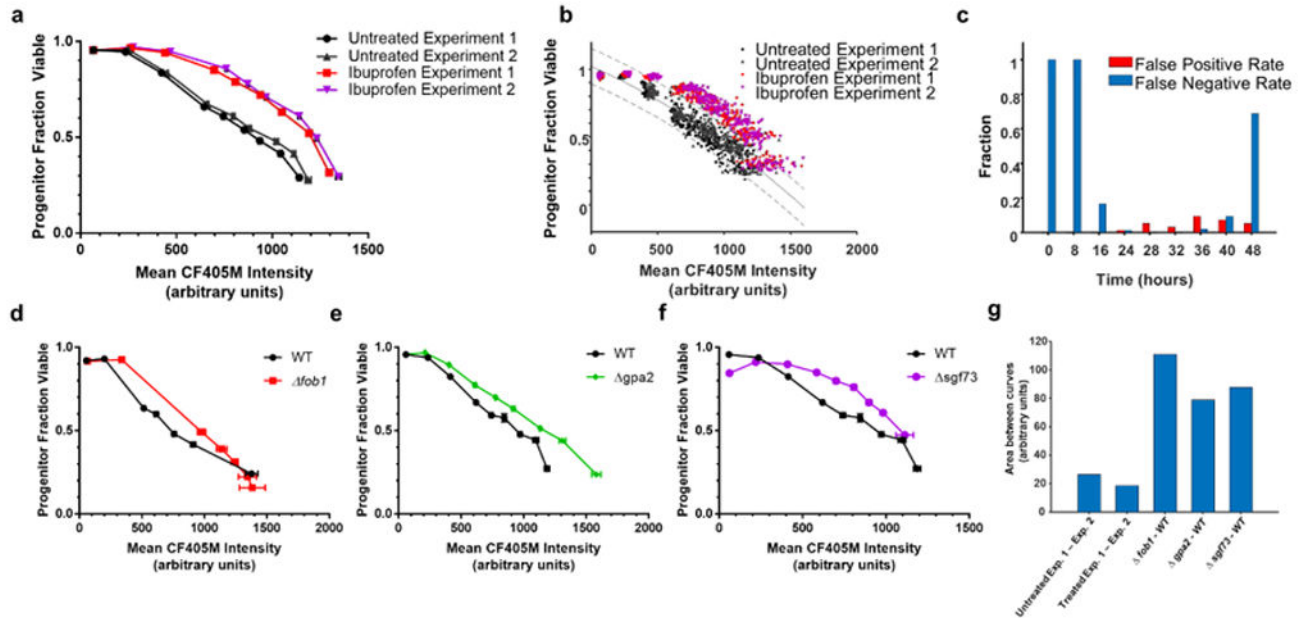 a
Progenitor Fraction Viable
1.0
0.5
0.0
500
1000
1500
Mean CF405M Intensity
(arbitrary units)
Untreated Experiment 1
Untreated Experiment 2
Ibuprofen Experiment 1
Ibuprofen Experiment 2
b
Progenitor Fraction Viable
1.0
0.5
0
0
500
1000
1500
2000
Mean CF405M Intensity
(arbitrary units)
Untreated Experiment 1
Untreated Experiment 2
Ibuprofen Experiment 1
Ibuprofen Experiment 2
c
Fraction
1
0.8
0.6
0.4
0.2
0
0 8 16 24 28 32 36 40 48
Time (hours)
False Positive Rate
False Negative Rate
d
Progenitor Fraction Viable
1.0
0.5
0.0
0
500
1000
1500
2000
Mean CF405M Intensity
(arbitrary units)
WT
Δfob1
e
Progenitor Fraction Viable
1.0
0.5
0.0
0
500
1000
1500
2000
Mean CF405M Intensity
(arbitrary units)
WT
Δgpa2
f
Progenitor Fraction Viable
1.0
0.5
0.0
0
500
1000
1500
Mean CF405M Intensity
(arbitrary units)
WT
Δsgf73
g
Area between curves
(arbitrary units)
120
100
80
60
40
20
0
Untreated Exp. 1 – Exp. 2
Treated Exp. 1 – Exp. 2
Δ fob1 - WT
Δ gpa2 - WT
Δ sgf73 - WT